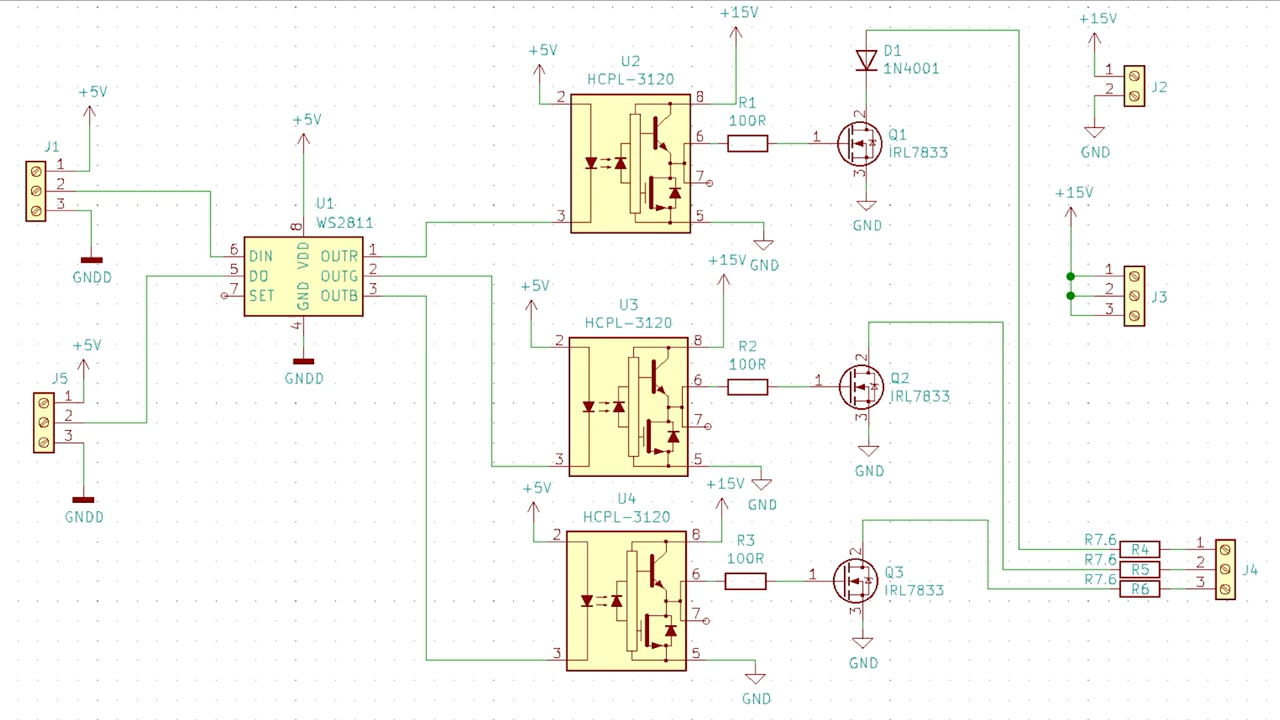 J1
+5V
1
2
3
GNDD
J5
+5V
1
2
3
GNDD
+5V
U1
WS2811
8
6 DIN VDD OUTR 1
5 DO OUTG 2
7 SET GND OUTB 3
4
GNDD
U2
HCPL-3120
+5V
+15V
2
3
8
6
7
5
GND
R1
100R
1
2
3
Q1
IRL7833
GND
D1
1N4001
U3
HCPL-3120
+5V
+15V
2
3
8
6
7
5
GND
R2
100R
1
2
3
Q2
IRL7833
GND
U4
HCPL-3120
+5V
+15V
2
3
8
6
7
5
GND
R3
100R
1
2
3
Q3
IRL7833
GND
+15V
1
2
J2
GND
+15V
1
2
3
J3
R7.6 R4 1
R7.6 R5 2
R7.6 R6 3
J4